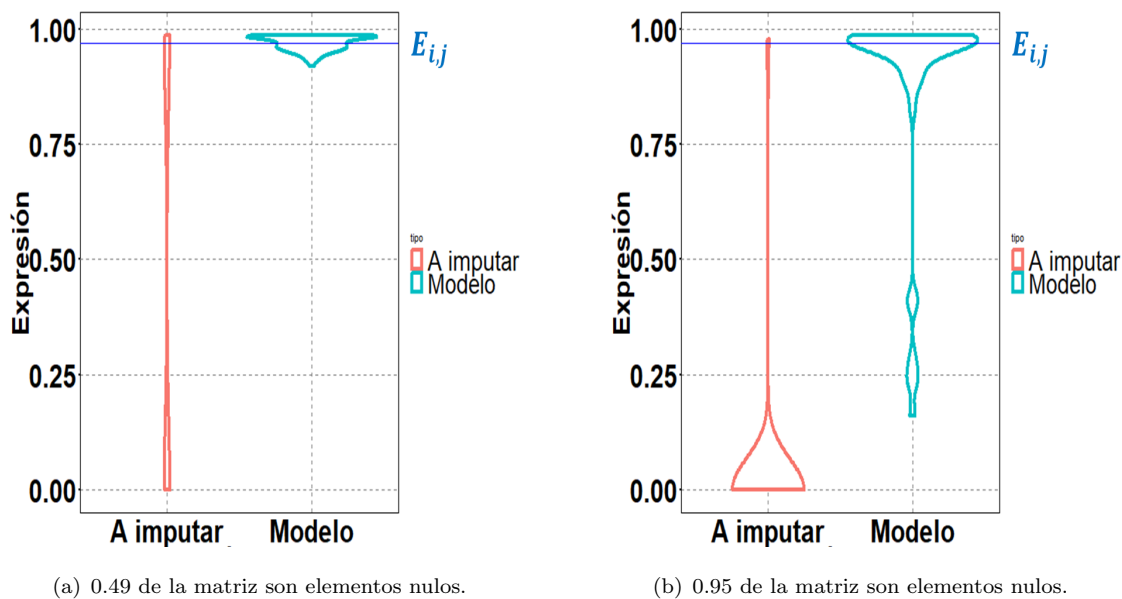 1.00
0.75
0.50
0.25
0.00
Expresión
A imputar
Modelo
E i,j
tipo
A imputar
Modelo
(a) 0.49 de la matriz son elementos nulos.
1.00
0.75
0.50
0.25
0.00
Expresión
A imputar
Modelo
E i,j
tipo
A imputar
Modelo
(b) 0.95 de la matriz son elementos nulos.